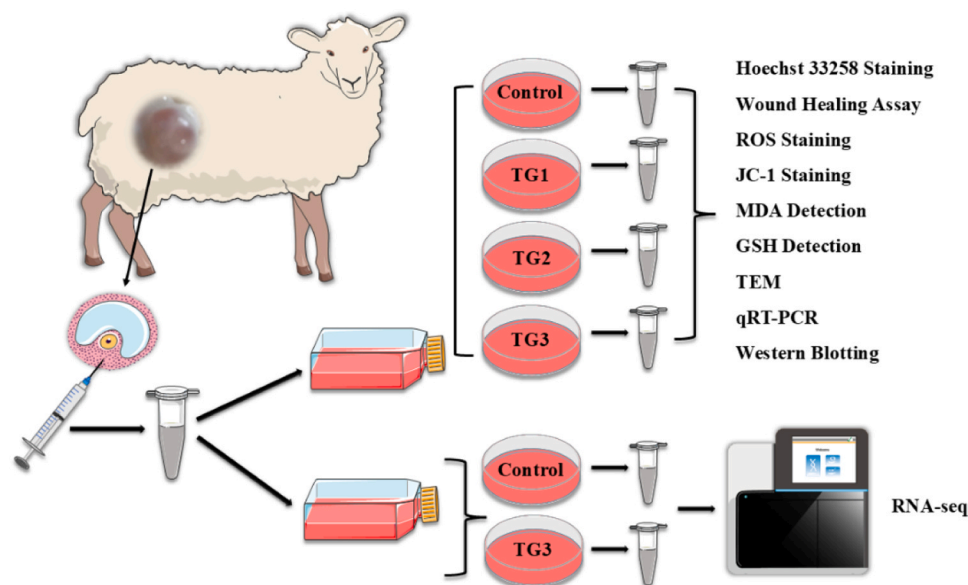 Control
TG1
TG2
TG3
Hoechst 33258 Staining
Wound Healing Assay
ROS Staining
JC-1 Staining
MDA Detection
GSH Detection
TEM
qRT-PCR
Western Blotting
Control
TG3
RNA-seq